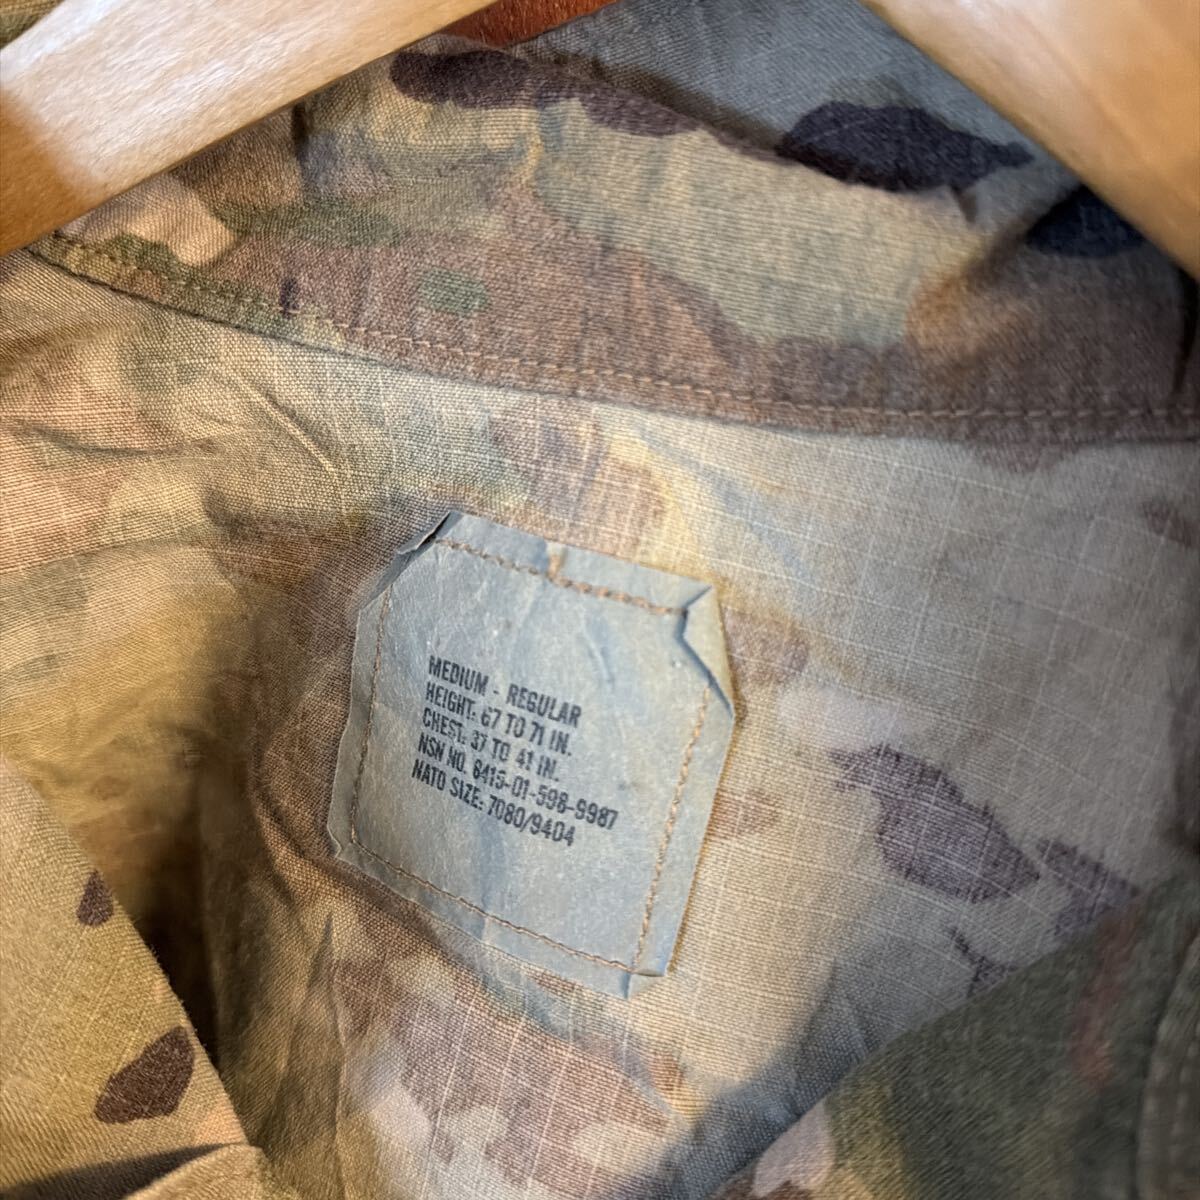 MEDIUM - REGULAR
HEIGHT: 67 TO 71 IN.
CHEST: 37 TO 41 IN.
NSN NO. 8415-01-598-9987
NATO SIZE: 7080/9404